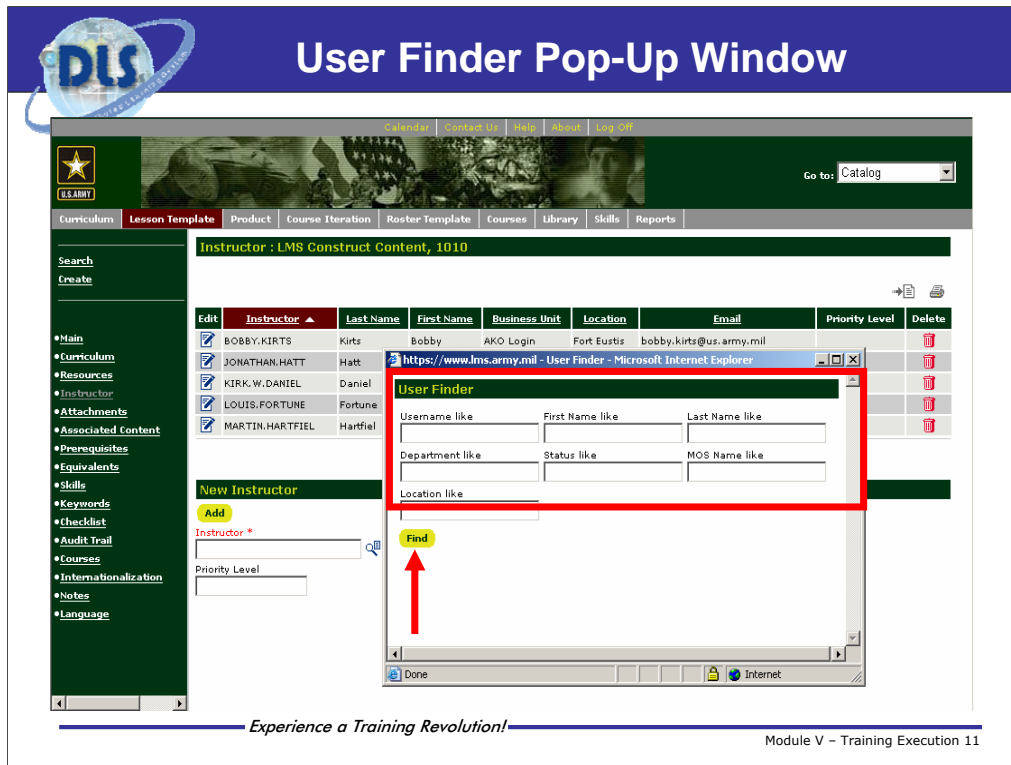 DLS
User Finder Pop-Up Window
Calendar | Contact Us | Help | About | Log Off
U.S.ARMY
Go to: Catalog
Curriculum Lesson Template Product Course Iteration Roster Template Courses Library Skills Reports
Search
Create
•Main
•Curriculum
•Resources
•Instructor
•Attachments
•Associated Content
•Prerequisites
•Equivalents
•Skills
•Keywords
•Checklist
•Audit Trail
•Courses
•Internationalization
•Notes
•Language
Instructor : LMS Construct Content, 1010
Edit Instructor Last Name First Name Business Unit Location Email Priority Level Delete
BOBBY.KIRTS Kirts Bobby AKO Login Fort Eustis bobby.kirts@us.army.mil
JONATHAN.HATT Hatt
KIRK.W.DANIEL Daniel
LOUIS.FORTUNE Fortune
MARTIN.HARTFIEL Hartfiel
New Instructor
Add
Instructor *
Priority Level
https://www.lms.army.mil - User Finder - Microsoft Internet Explorer
User Finder
Username like First Name like Last Name like
Department like Status like MOS Name like
Location like
Find
Done Internet
Experience a Training Revolution!
Module V – Training Execution 11